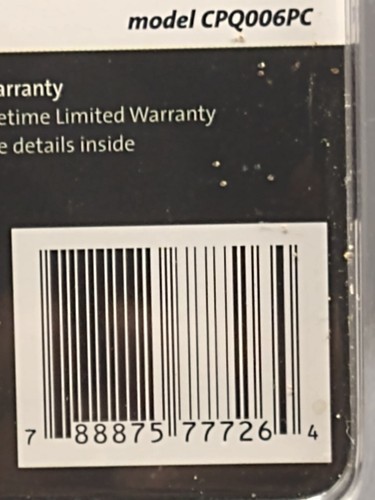 model CPQ006PC
arranty
etime Limited Warranty
e details inside
7 88875 77726 4